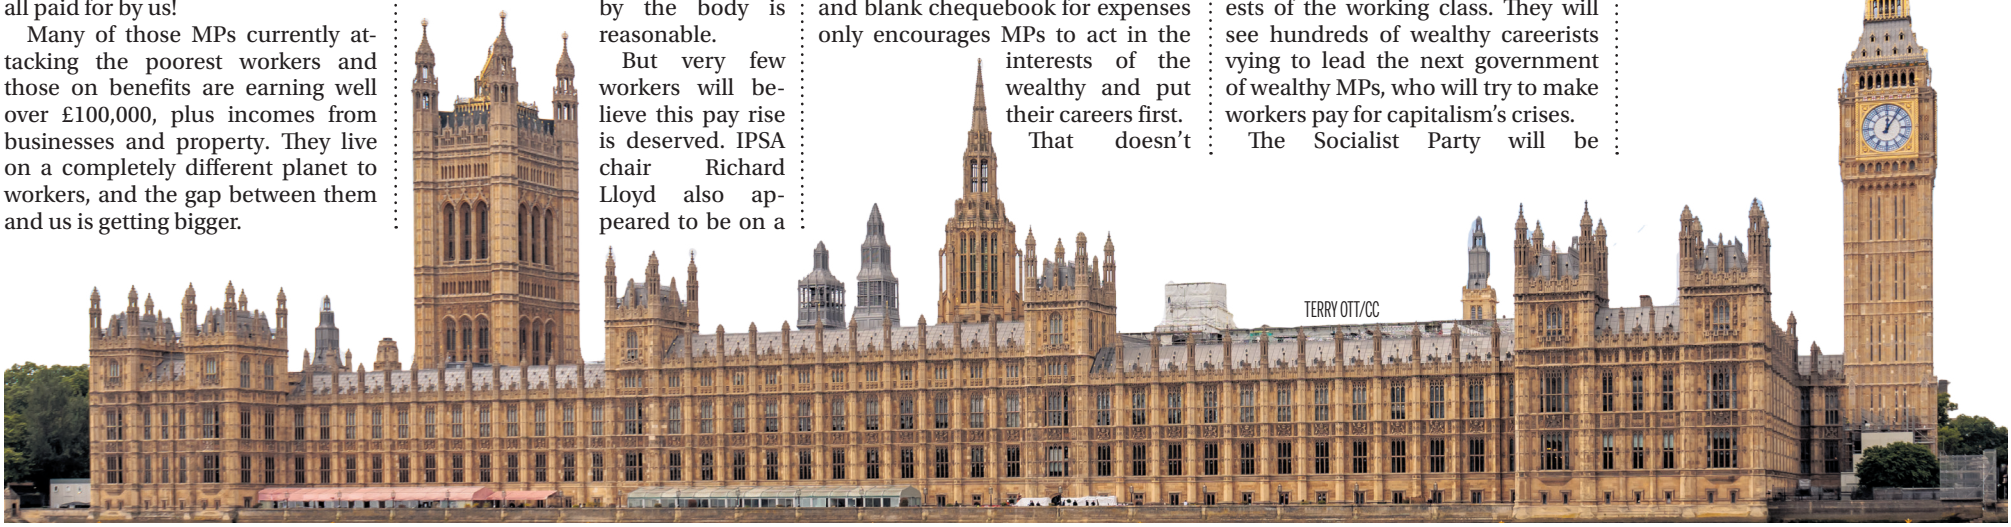 all paid for by us!
Many of those MPs currently at-
tacking the poorest workers and
those on benefits are earning well
over £100,000, plus incomes from
businesses and property. They live
on a completely different planet to
workers, and the gap between them
and us is getting bigger.
by the body is
reasonable.
But very few
workers will be-
lieve this pay rise
is deserved. IPSA
chair Richard
Lloyd also ap-
peared to be on a
and blank chequebook for expenses
only encourages MPs to act in the
interests of the
wealthy and put
their careers first.
That doesn’t
ests of the working class. They will
see hundreds of wealthy careerists
vying to lead the next government
of wealthy MPs, who will try to make
workers pay for capitalism’s crises.
The Socialist Party will be
TERRY OTT/CC